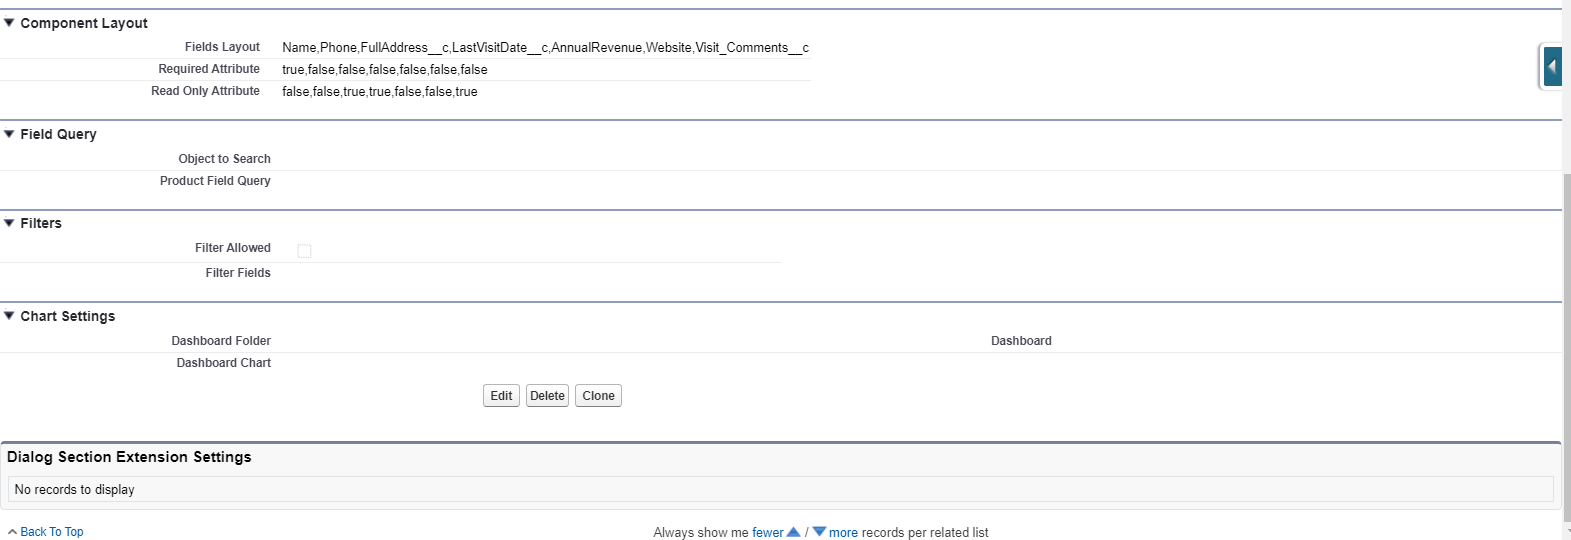 Component Layout
Fields Layout Name,Phone,FullAddress__c,LastVisitDate__c,AnnualRevenue,Website,Visit_Comments__c
Required Attribute true,false,false,false,false,false,false
Read Only Attribute false,false,true,true,false,false,true
Field Query
Object to Search
Product Field Query
Filters
Filter Allowed
Filter Fields
Chart Settings
Dashboard Folder Dashboard
Dashboard Chart
Edit Delete Clone
Dialog Section Extension Settings
No records to display
Back To Top Always show me fewer / more records per related list